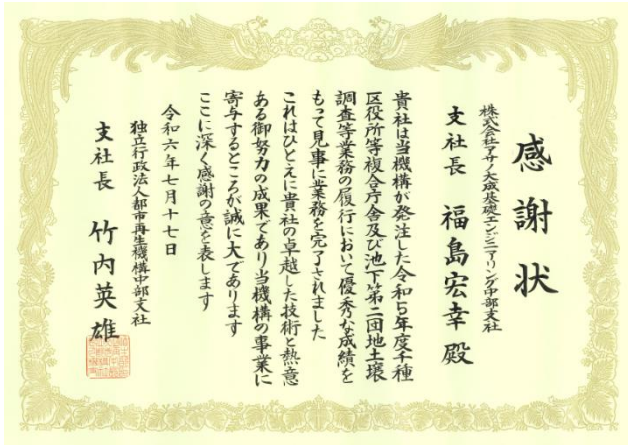 感謝状
株式会社アサノ大成基礎エンジニアリング中部支社
支社長　福島宏幸　殿
貴社は当機構が発注した令和5年度千種
区役所等複合庁舎及び池下第二団地土壌
調査等業務の履行において優秀な成績を
もって見事に業務を完了されました
これはひとえに貴社の卓越した技術と熱意
ある御努力の成果であり当機構の事業に
寄与するところが誠に大であります
ここに深く感謝の意を表します
令和六年七月十七日
独立行政法人都市再生機構中部支社
支社長　竹内英雄